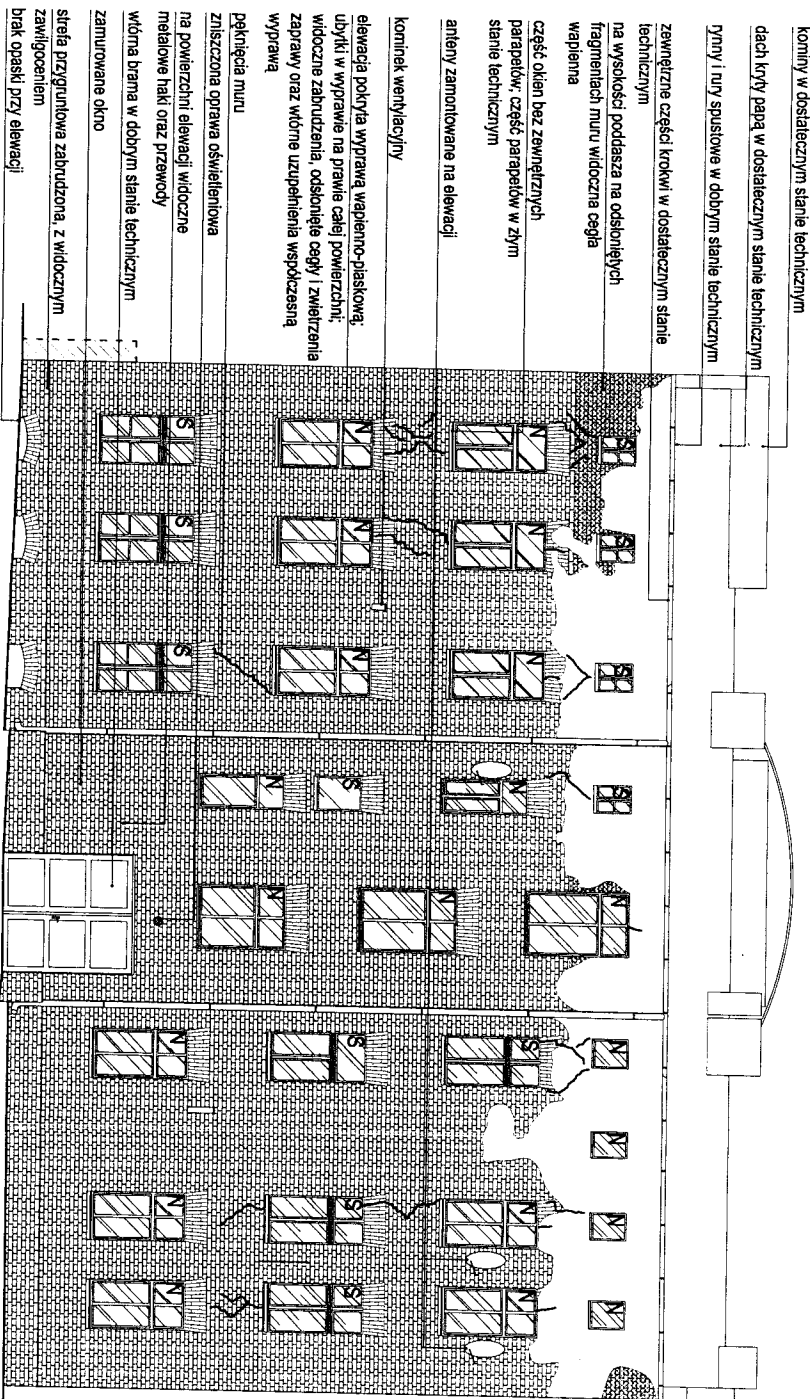 kominy w dostatecznym stanie technicznym
dach kryty papą w dostatecznym stanie technicznym
rynny i rury spustowe w dobrym stanie technicznym
zewnętrzne części krokwi w dostatecznym stanie
technicznym
na wysokości poddasza na odsłoniętych
fragmentach muru widoczna cegła
wapienna
część okien bez zewnętrznych
parapetów; część parapetów w złym
stanie technicznym
anteny zamontowane na elewacji
kominek wentylacyjny
elewacja pokryta wyprawą wapienno-piaskową;
ubytki w wyprawie na prawie całej powierzchni;
widoczne zabrudzenia, odsłonięte cegły i zwietrzenia
zaprawy oraz wtórne uzupełnienia współczesną
wyprawą
pęknięcia muru
zniszczona oprawa oświetleniowa
na powierzchni elewacji widoczne
metalowe haki oraz przewody
wtórna brama w dobrym stanie technicznym
zamurowane okno
strefa przygruntowa zabrudzona, z widocznym
zawilgoceniem
brak opaski przy elewacji
S S S S N N N N
N N N N N S N N
N N N S N S S S
S S S N N N N N